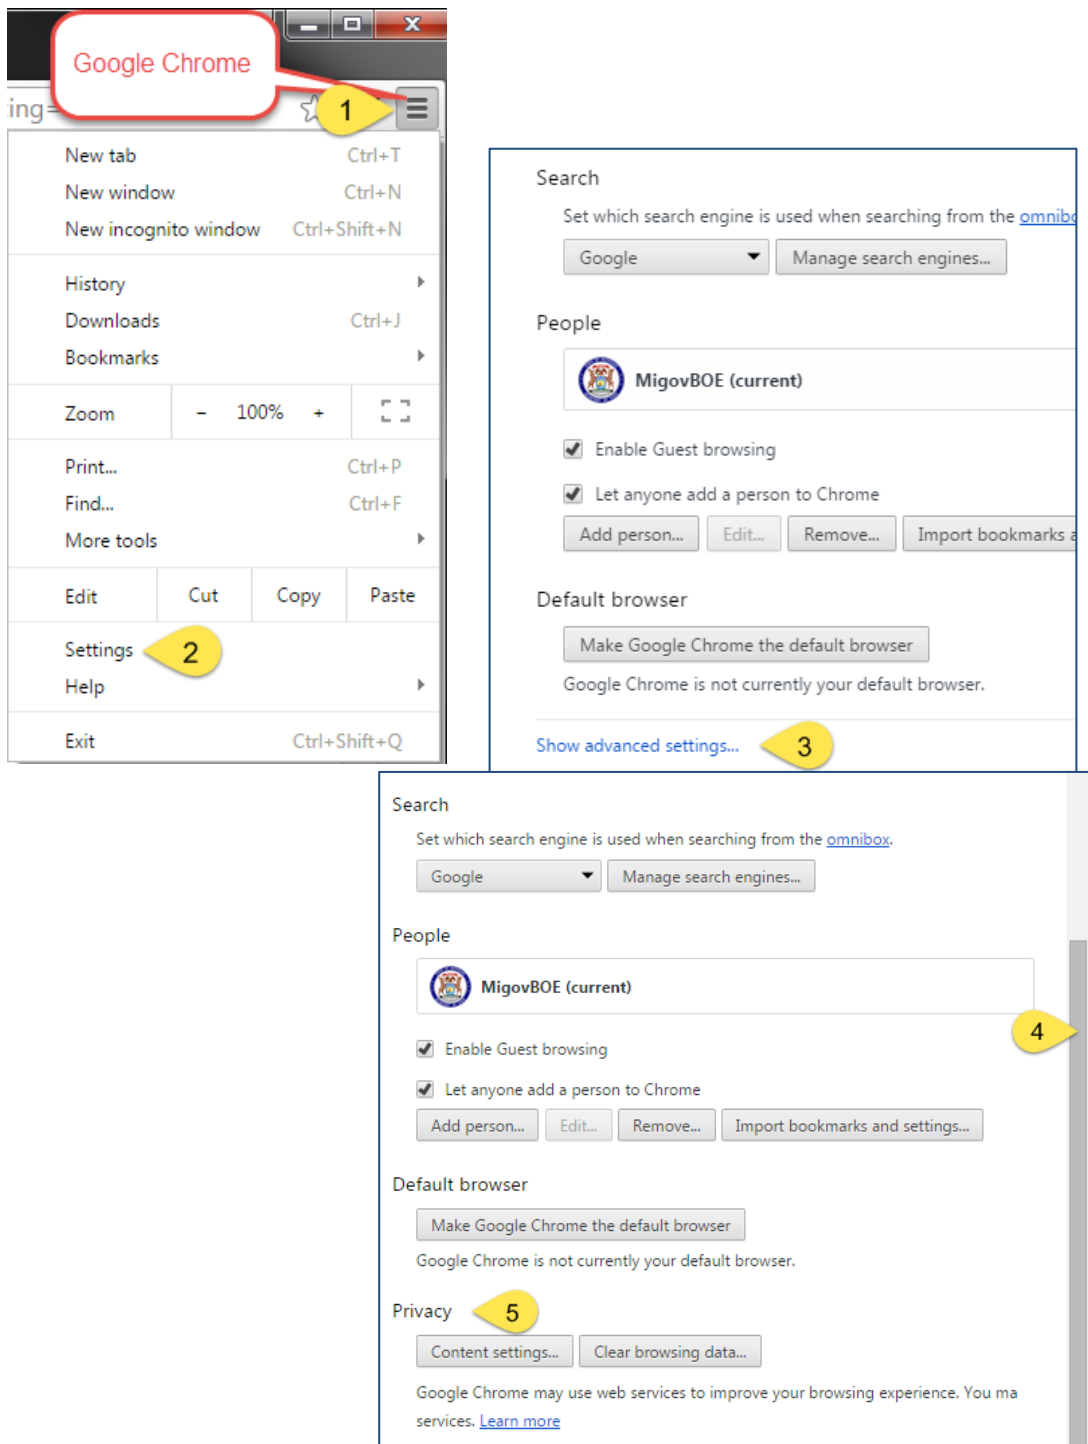 Google Chrome
ing=
1
New tab Ctrl+T
New window Ctrl+N
New incognito window Ctrl+Shift+N
History
Downloads Ctrl+J
Bookmarks
Zoom - 100% +
Print... Ctrl+P
Find... Ctrl+F
More tools
Edit Cut Copy Paste
Settings 2
Help
Exit Ctrl+Shift+Q
Search
Set which search engine is used when searching from the omnibo
Google Manage search engines...
People
MigovBOE (current)
Enable Guest browsing
Let anyone add a person to Chrome
Add person... Edit... Remove... Import bookmarks a
Default browser
Make Google Chrome the default browser
Google Chrome is not currently your default browser.
Show advanced settings... 3
Search
Set which search engine is used when searching from the omnibox.
Google Manage search engines...
People
MigovBOE (current)
4
Enable Guest browsing
Let anyone add a person to Chrome
Add person... Edit... Remove... Import bookmarks and settings...
Default browser
Make Google Chrome the default browser
Google Chrome is not currently your default browser.
Privacy 5
Content settings... Clear browsing data...
Google Chrome may use web services to improve your browsing experience. You ma
services. Learn more